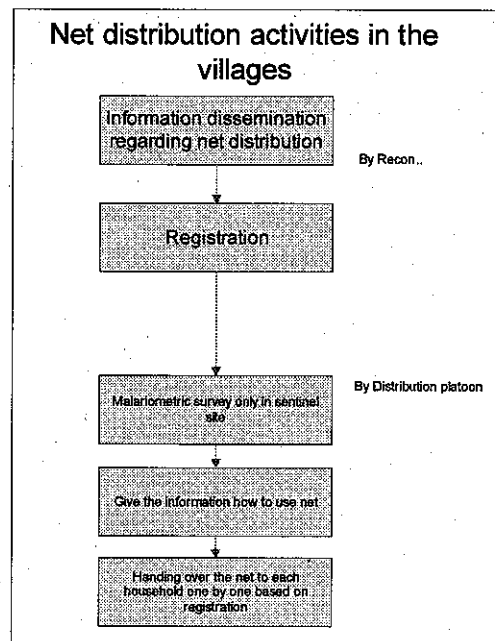 Net distribution activities in the
villages
Information dissemination
regarding net distribution
By Recon..
Registration
By Distribution platoon
Malariometric survey only in sentinel
site
Give the information how to use net
Handing over the net to each
household one by one based on
registration